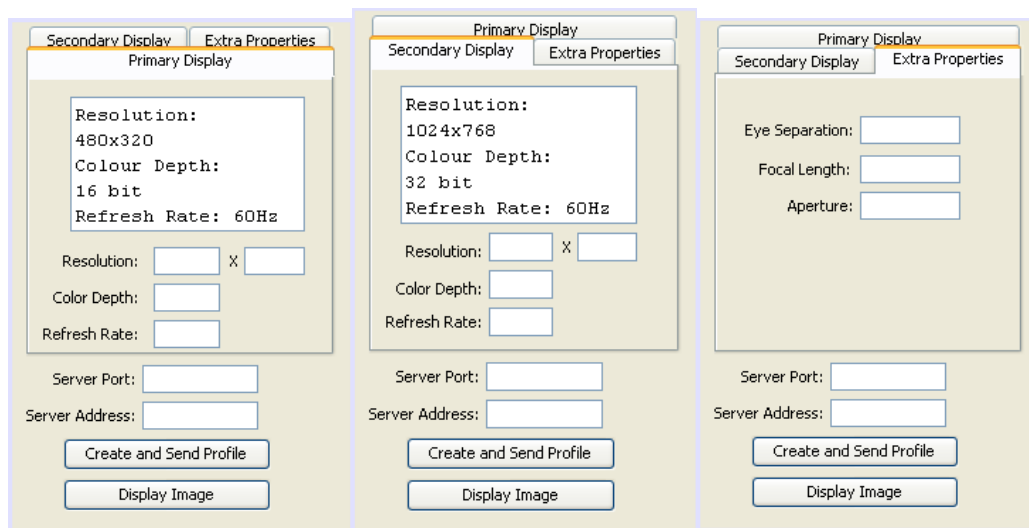 Secondary Display Extra Properties
Primary Display
Resolution:
480x320
Colour Depth:
16 bit
Refresh Rate: 60Hz
Resolution: X
Color Depth:
Refresh Rate:
Server Port:
Server Address:
Create and Send Profile
Display Image
Primary Display
Secondary Display Extra Properties
Resolution:
1024x768
Colour Depth:
32 bit
Refresh Rate: 60Hz
Resolution: X
Color Depth:
Refresh Rate:
Server Port:
Server Address:
Create and Send Profile
Display Image
Primary Display
Secondary Display Extra Properties
Eye Separation:
Focal Length:
Aperture:
Server Port:
Server Address:
Create and Send Profile
Display Image